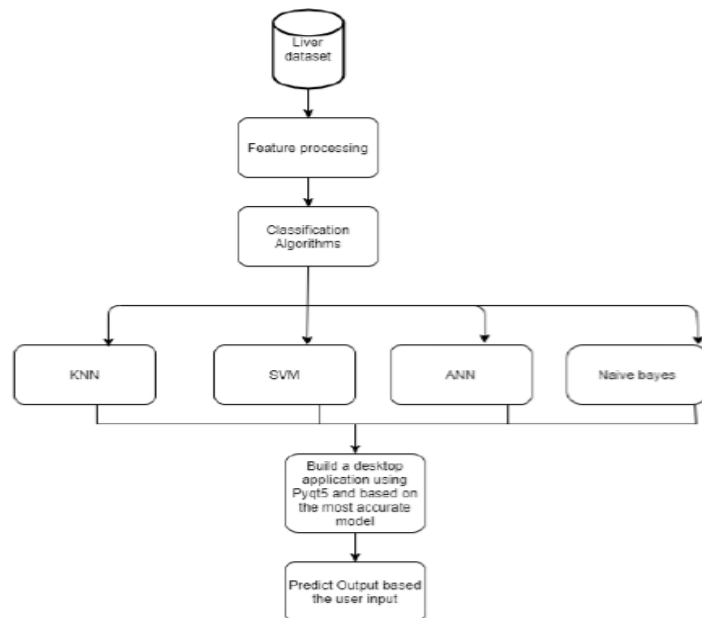 Liver
dataset
Feature processing
Classification
Algorithms
KNN
SVM
ANN
Naive bayes
Build a desktop
application using
Pyqt5 and based on
the most accurate
model
Predict Output based
the user input